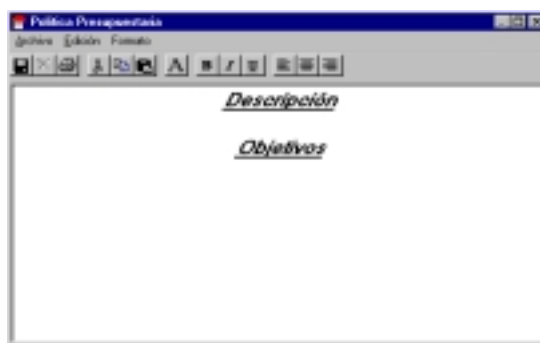 Política Presupuestaria
Archivo Edición Formato
A B I U
Descripción
Objetivos